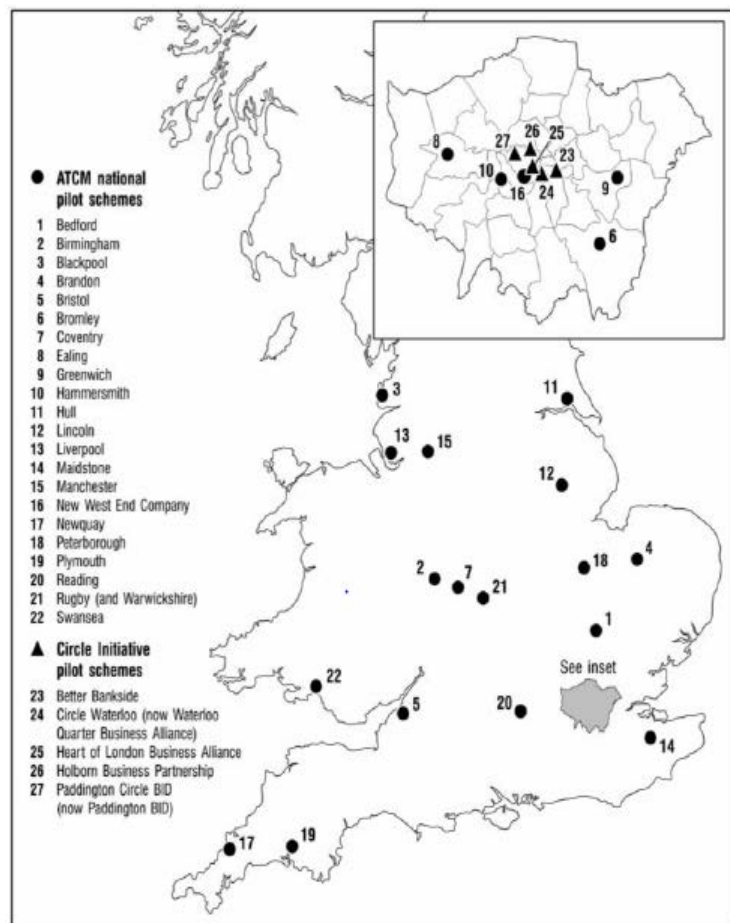 ATCM national
pilot schemes
1 Bedford
2 Birmingham
3 Blackpool
4 Brandon
5 Bristol
6 Bromley
7 Coventry
8 Ealing
9 Greenwich
10 Hammersmith
11 Hull
12 Lincoln
13 Liverpool
14 Maidstone
15 Manchester
16 New West End Company
17 Newquay
18 Peterborough
19 Plymouth
20 Reading
21 Rugby (and Warwickshire)
22 Swansea
Circle Initiative
pilot schemes
23 Better Bankside
24 Circle Waterloo (now Waterloo
Quarter Business Alliance)
25 Heart of London Business Alliance
26 Holborn Business Partnership
27 Paddington Circle BID
(now Paddington BID)
26
25
27
23
8
10
16
24
9
6
3
11
13
15
12
2
7
21
18
4
1
See inset
22
5
20
14
17
19